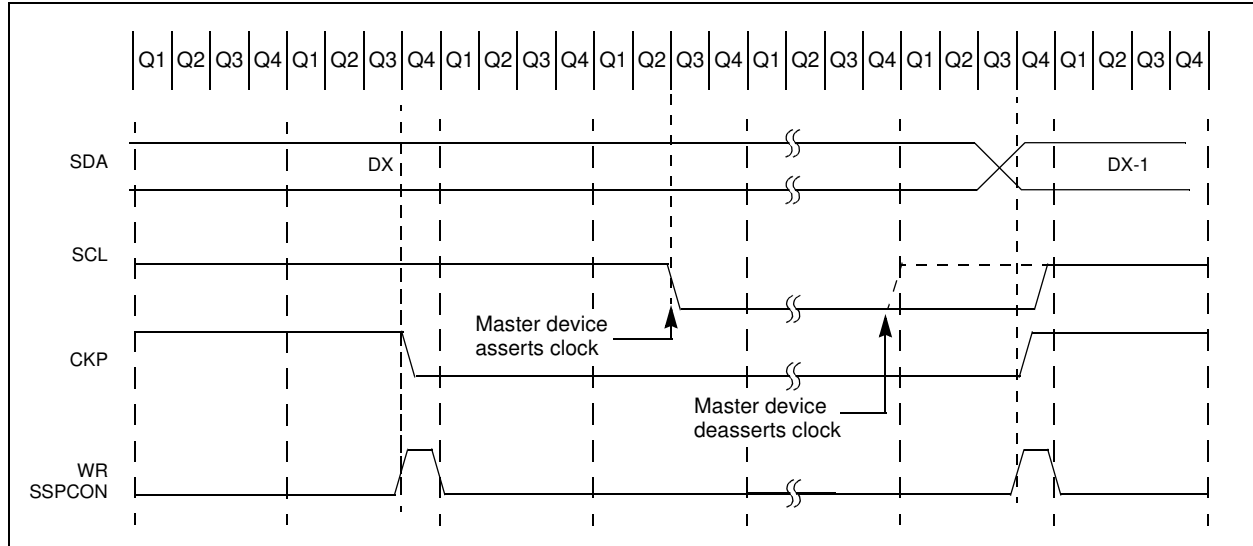 Q1 Q2 Q3 Q4 Q1 Q2 Q3 Q4 Q1 Q2 Q3 Q4 Q1 Q2 Q3 Q4 Q1 Q2 Q3 Q4 Q1 Q2 Q3 Q4 Q1 Q2 Q3 Q4
SDA DX DX-1
SCL
Master device
asserts clock
CKP
Master device
deasserts clock
WR
SSPCON